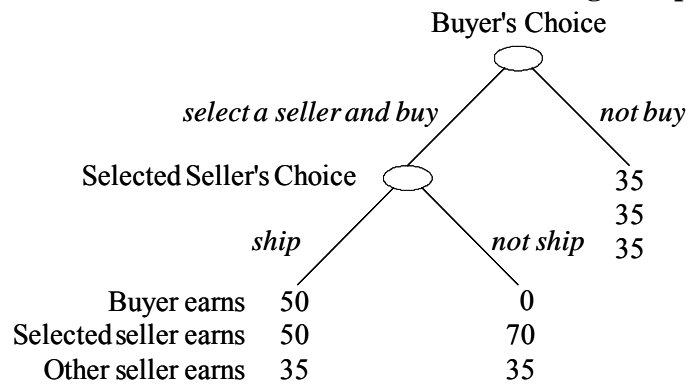 Buyer's Choice
select a seller and buy
not buy
Selected Seller's Choice
35
35
35
ship
not ship
Buyer earns 50 0
Selected seller earns 50 70
Other seller earns 35 35